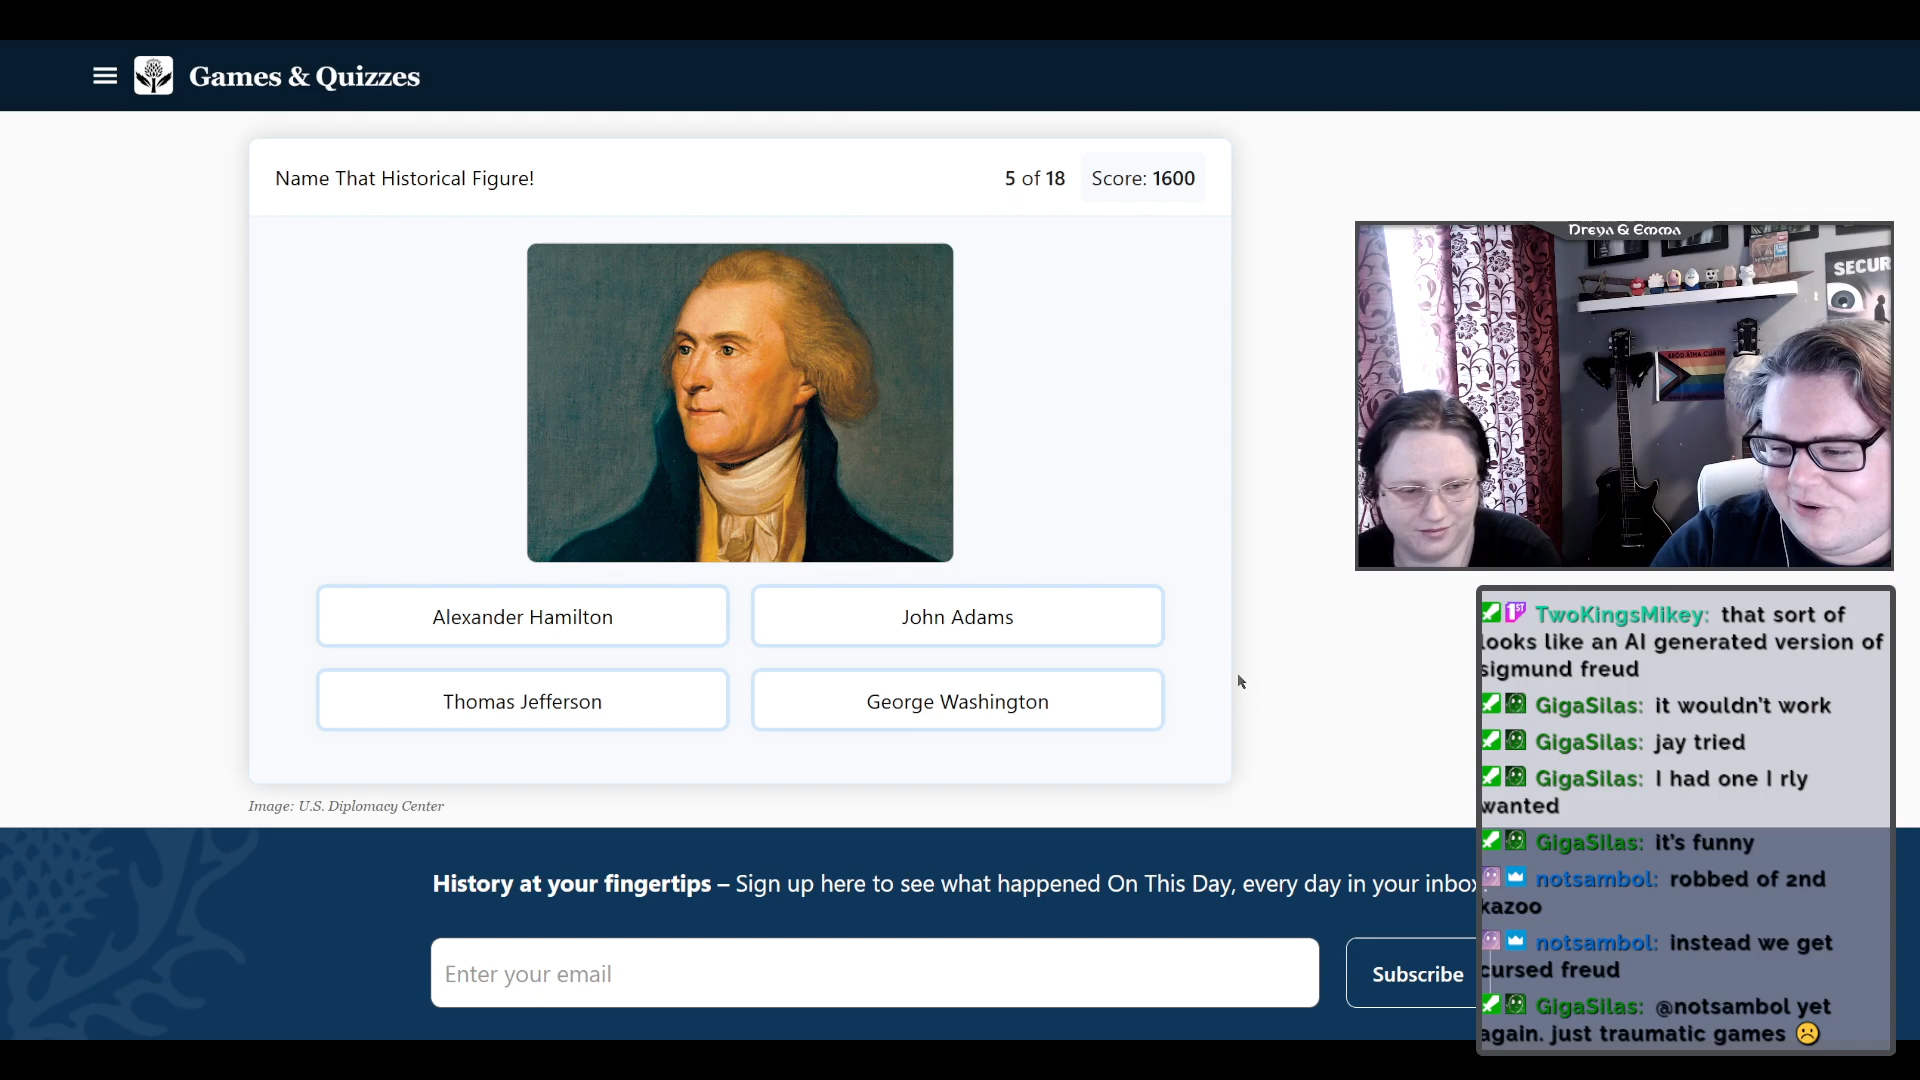 Games & Quizzes
Name That Historical Figure!
5 of 18
Score: 1600
Alexander Hamilton
John Adams
Thomas Jefferson
George Washington
Image: U.S. Diplomacy Center
Dreya & Emma
SECUR
BRÓD ÁTHA CLIATH
History at your fingertips – Sign up here to see what happened On This Day, every day in your inbox
Enter your email
Subscribe
1ST TwoKingsMikey: that sort of
looks like an AI generated version of
sigmund freud
GigaSilas: it wouldn't work
GigaSilas: jay tried
GigaSilas: I had one I rly
wanted
GigaSilas: it's funny
notsambol: robbed of 2nd
kazoo
notsambol: instead we get
cursed freud
GigaSilas: @notsambol yet
again. just traumatic games